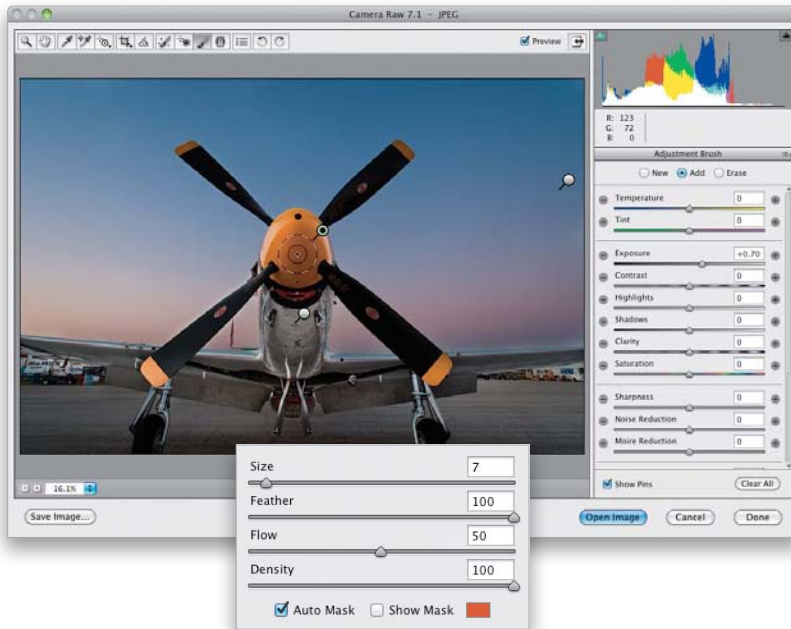 Camera Raw 7.1 – JPEG
Preview
R: 123
G: 72
B: 0
Adjustment Brush
New Add Erase
Temperature 0
Tint 0
Exposure +0.70
Contrast 0
Highlights 0
Shadows 0
Clarity 0
Saturation 0
Sharpness 0
Noise Reduction 0
Moire Reduction 0
Show Pins Clear All
16.1%
Save Image... Open Image Cancel Done
Size 7
Feather 100
Flow 50
Density 100
Auto Mask Show Mask